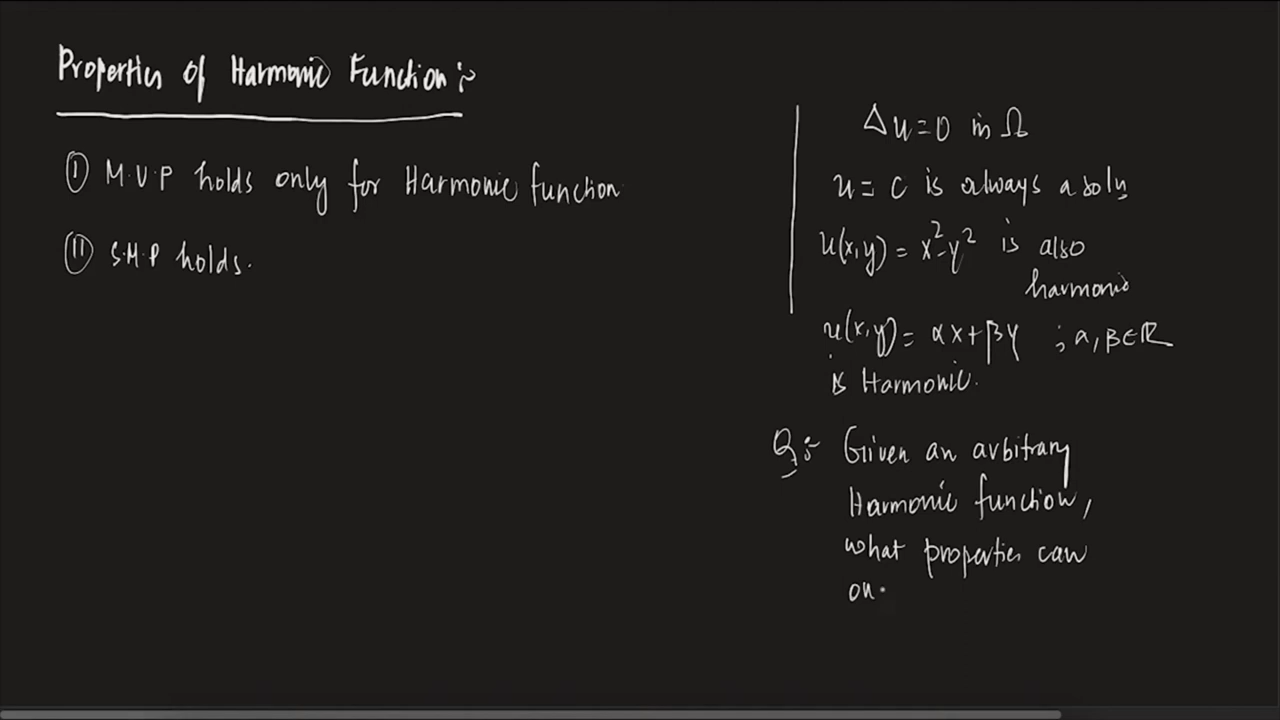 Properties of Harmonic Function :-
(I) M.V.P holds only for Harmonic function
(II) S.M.P holds.
Δu = 0 in Ω
u = c is always a soln
u(x,y) = x²-y² is also
harmonic
u(x,y) = αx+βy ; α,β∈ℝ
is Harmonic.
Q:- Given an arbitrary
Harmonic function,
what properties can
on